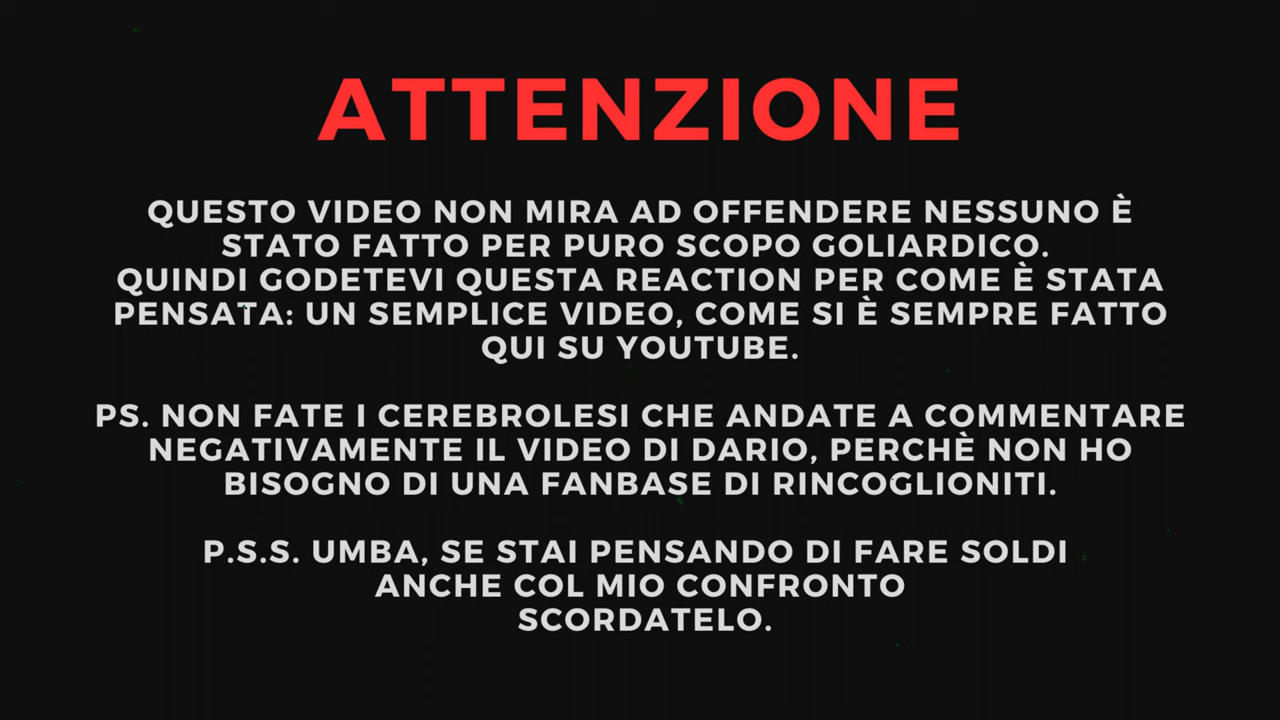 ATTENZIONE
QUESTO VIDEO NON MIRA AD OFFENDERE NESSUNO È
STATO FATTO PER PURO SCOPO GOLIARDICO.
QUINDI GODETEVI QUESTA REACTION PER COME È STATA
PENSATA: UN SEMPLICE VIDEO, COME SI È SEMPRE FATTO
QUI SU YOUTUBE.
PS. NON FATE I CEREBROLESI CHE ANDATE A COMMENTARE
NEGATIVAMENTE IL VIDEO DI DARIO, PERCHÈ NON HO
BISOGNO DI UNA FANBASE DI RINCOGLIONITI.
P.S.S. UMBA, SE STAI PENSANDO DI FARE SOLDI
ANCHE COL MIO CONFRONTO
SCORDATELO.